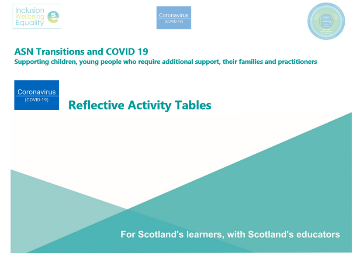 Inclusion
Wellbeing
Equality
Coronavirus
(COVID-19)
ASN Transitions and COVID 19
Supporting children, young people who require additional support, their families and practitioners
Coronavirus
(COVID-19)
Reflective Activity Tables
For Scotland's learners, with Scotland's educators